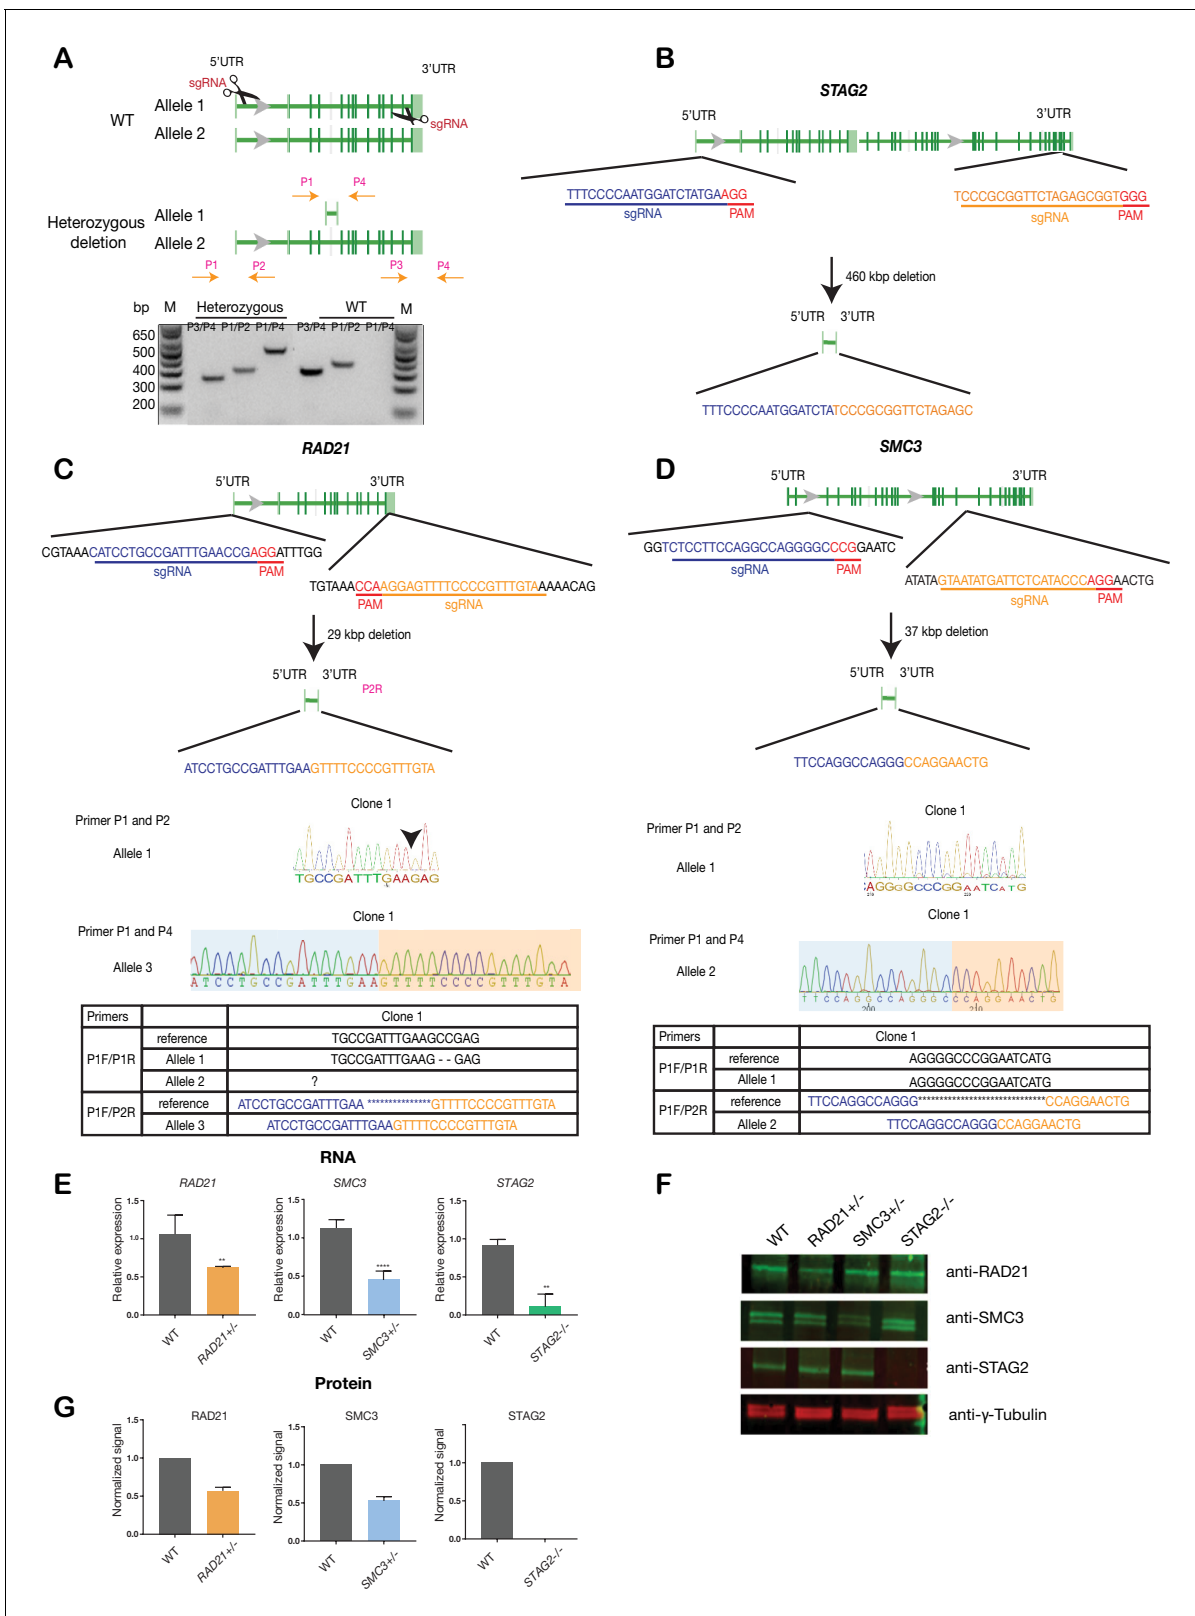 A
5'UTR
3'UTR
sgRNA
Allele 1
WT
sgRNA
Allele 2
P1
P4
Allele 1
Heterozygous
deletion
Allele 2
P1
P2
P3
P4
bp
M
Heterozygous
WT
M
P3/P4
P1/P2
P1/P4
P3/P4
P1/P2
P1/P4
650
500
400
300
200
B
STAG2
5'UTR
3'UTR
TTTCCCCAATGGATCTATGAAGG
sgRNA
PAM
TCCCGCGGTTCTAGAGCGGTGGG
sgRNA
PAM
460 kbp deletion
5'UTR
3'UTR
TTTCCCCAATGGATCTATCCCGCGGTTCTAGAGC
C
RAD21
5'UTR
3'UTR
CGTAAACATCCTGCCGATTTGAACCGAGGATTTGG
sgRNA
PAM
TGTAAACCAAGGAGTTTTCCCCGTTTGTAAAAACAG
PAM
sgRNA
29 kbp deletion
5'UTR
3'UTR
P2R
ATCCTGCCGATTTGAAGTTTTCCCCGTTTGTA
Clone 1
Primer P1 and P2
Allele 1
TGCCGATTTGAAGAG
Clone 1
Primer P1 and P4
Allele 3
ATCCTGCCGATTTGAAGTTTTCCCCGTTTGTA
Primers
Clone 1
P1F/P1R
reference
TGCCGATTTGAAGCCGAG
Allele 1
TGCCGATTTGAAG - - GAG
Allele 2
?
P1F/P2R
reference
ATCCTGCCGATTTGAA ***************GTTTTCCCCGTTTGTA
Allele 3
ATCCTGCCGATTTGAAGTTTTCCCCGTTTGTA
D
SMC3
5'UTR
3'UTR
GGTCTCCTTCCAGGCCAGGGGCCCGGAATC
sgRNA
PAM
ATATAGTAATATGATTCTCATACCCAGGAACTG
sgRNA
PAM
37 kbp deletion
5'UTR
3'UTR
TTCCAGGCCAGGGCCAGGAACTG
Clone 1
Primer P1 and P2
Allele 1
AGGGGCCCGGAATCATG
210
220
Clone 1
Primer P1 and P4
Allele 2
TTCCAGGCCAGGGCCAGGAACTG
200
210
Primers
Clone 1
P1F/P1R
reference
AGGGGCCCGGAATCATG
Allele 1
AGGGGCCCGGAATCATG
P1F/P2R
reference
TTCCAGGCCAGGG****************************CCAGGAACTG
Allele 2
TTCCAGGCCAGGGCCAGGAACTG
RNA
E
RAD21
Relative expression
1.5
1.0
0.5
0.0
**
WT
RAD21+/-
SMC3
Relative expression
1.5
1.0
0.5
0.0
****
WT
SMC3+/-
STAG2
Relative expression
1.5
1.0
0.5
0.0
**
WT
STAG2-/-
F
WT
RAD21+/-
SMC3+/-
STAG2-/-
anti-RAD21
anti-SMC3
anti-STAG2
anti-γ-Tubulin
Protein
G
RAD21
Normalized signal
1.5
1.0
0.5
0.0
WT
RAD21+/-
SMC3
Normalized signal
1.5
1.0
0.5
0.0
WT
SMC3+/-
STAG2
Normalized signal
1.5
1.0
0.5
0.0
WT
STAG2-/-